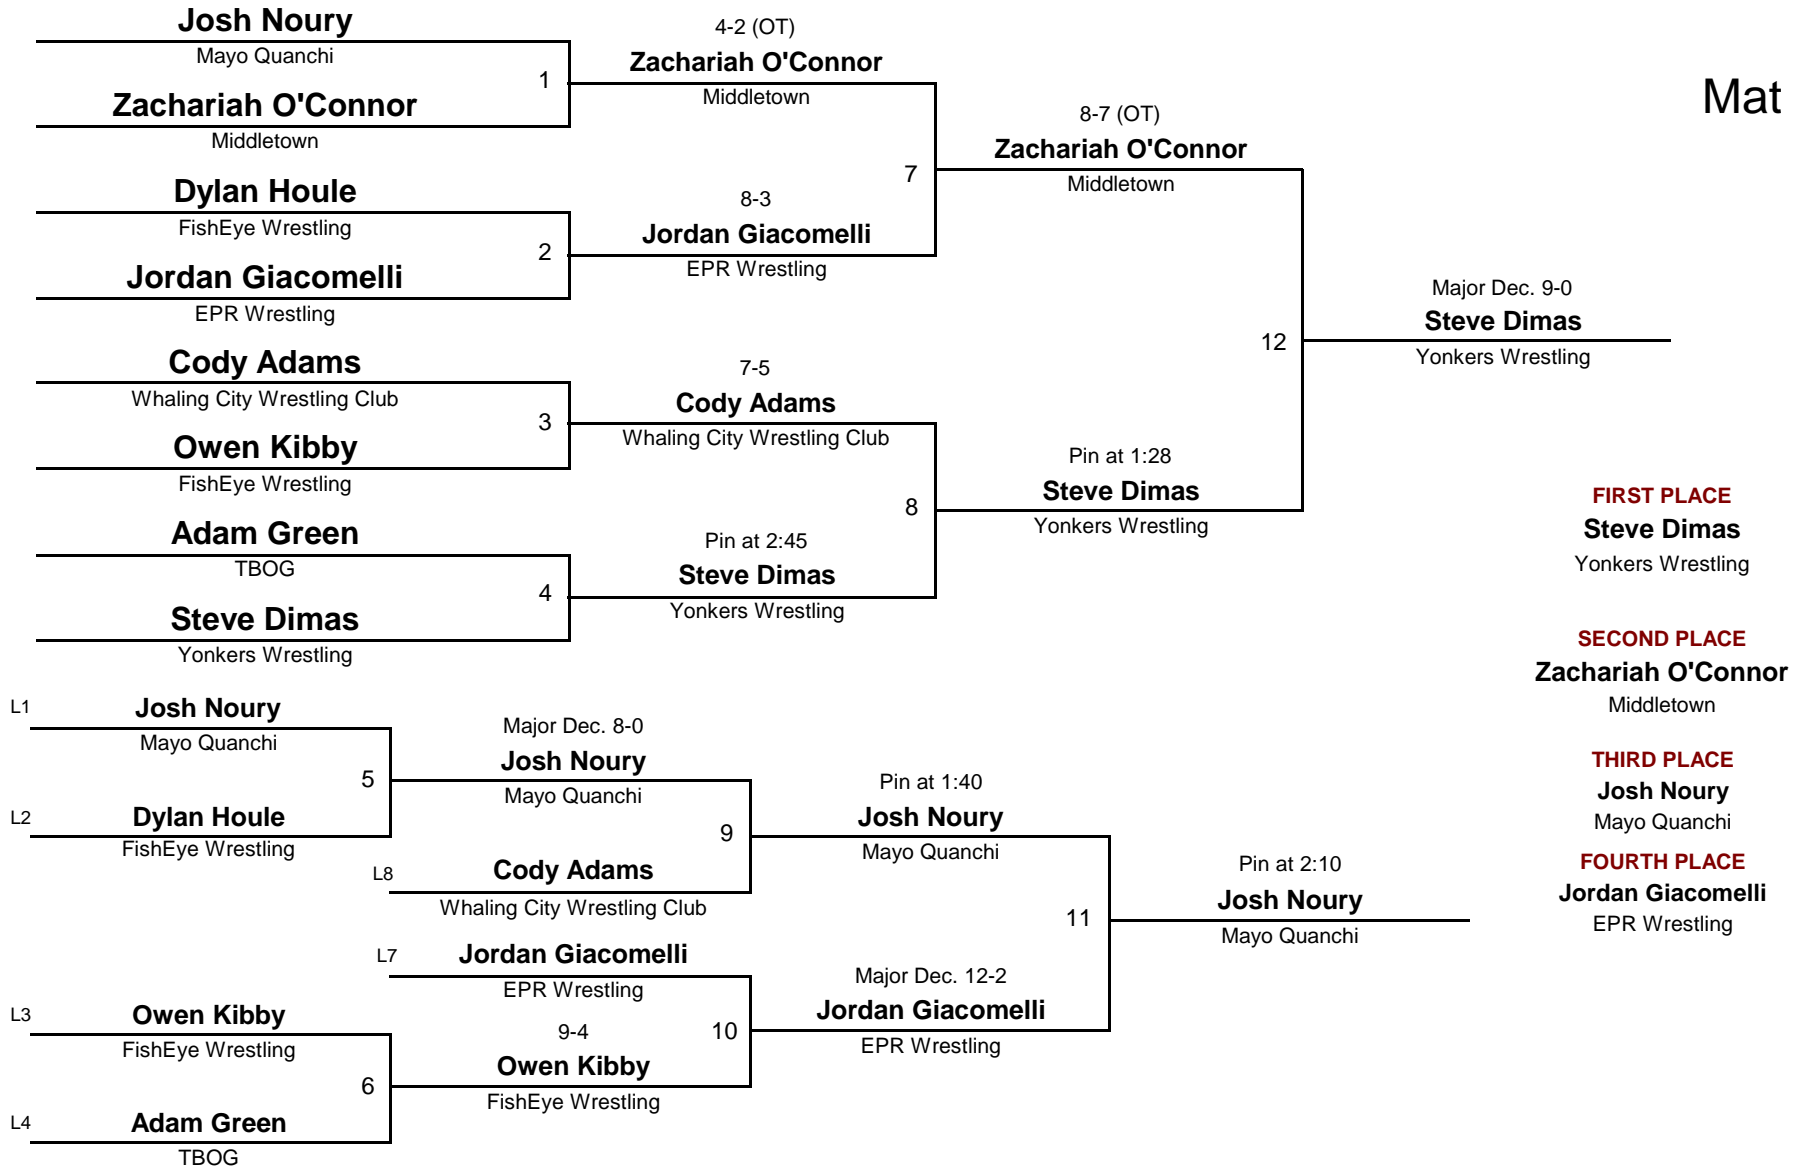 Josh Noury
Mayo Quanchi
1
Zachariah O'Connor
Middletown
Dylan Houle
FishEye Wrestling
2
Jordan Giacomelli
EPR Wrestling
Cody Adams
Whaling City Wrestling Club
3
Owen Kibby
FishEye Wrestling
Adam Green
TBOG
4
Steve Dimas
Yonkers Wrestling
4-2 (OT)
Zachariah O'Connor
Middletown
7
8-3
Jordan Giacomelli
EPR Wrestling
7-5
Cody Adams
Whaling City Wrestling Club
8
Pin at 2:45
Steve Dimas
Yonkers Wrestling
8-7 (OT)
Zachariah O'Connor
Middletown
12
Pin at 1:28
Steve Dimas
Yonkers Wrestling
Major Dec. 9-0
Steve Dimas
Yonkers Wrestling
Mat
L1
Josh Noury
Mayo Quanchi
5
L2
Dylan Houle
FishEye Wrestling
L3
Owen Kibby
FishEye Wrestling
6
L4
Adam Green
TBOG
Major Dec. 8-0
Josh Noury
Mayo Quanchi
9
L8
Cody Adams
Whaling City Wrestling Club
L7
Jordan Giacomelli
EPR Wrestling
10
9-4
Owen Kibby
FishEye Wrestling
Pin at 1:40
Josh Noury
Mayo Quanchi
11
Major Dec. 12-2
Jordan Giacomelli
EPR Wrestling
Pin at 2:10
Josh Noury
Mayo Quanchi
FIRST PLACE
Steve Dimas
Yonkers Wrestling
SECOND PLACE
Zachariah O'Connor
Middletown
THIRD PLACE
Josh Noury
Mayo Quanchi
FOURTH PLACE
Jordan Giacomelli
EPR Wrestling